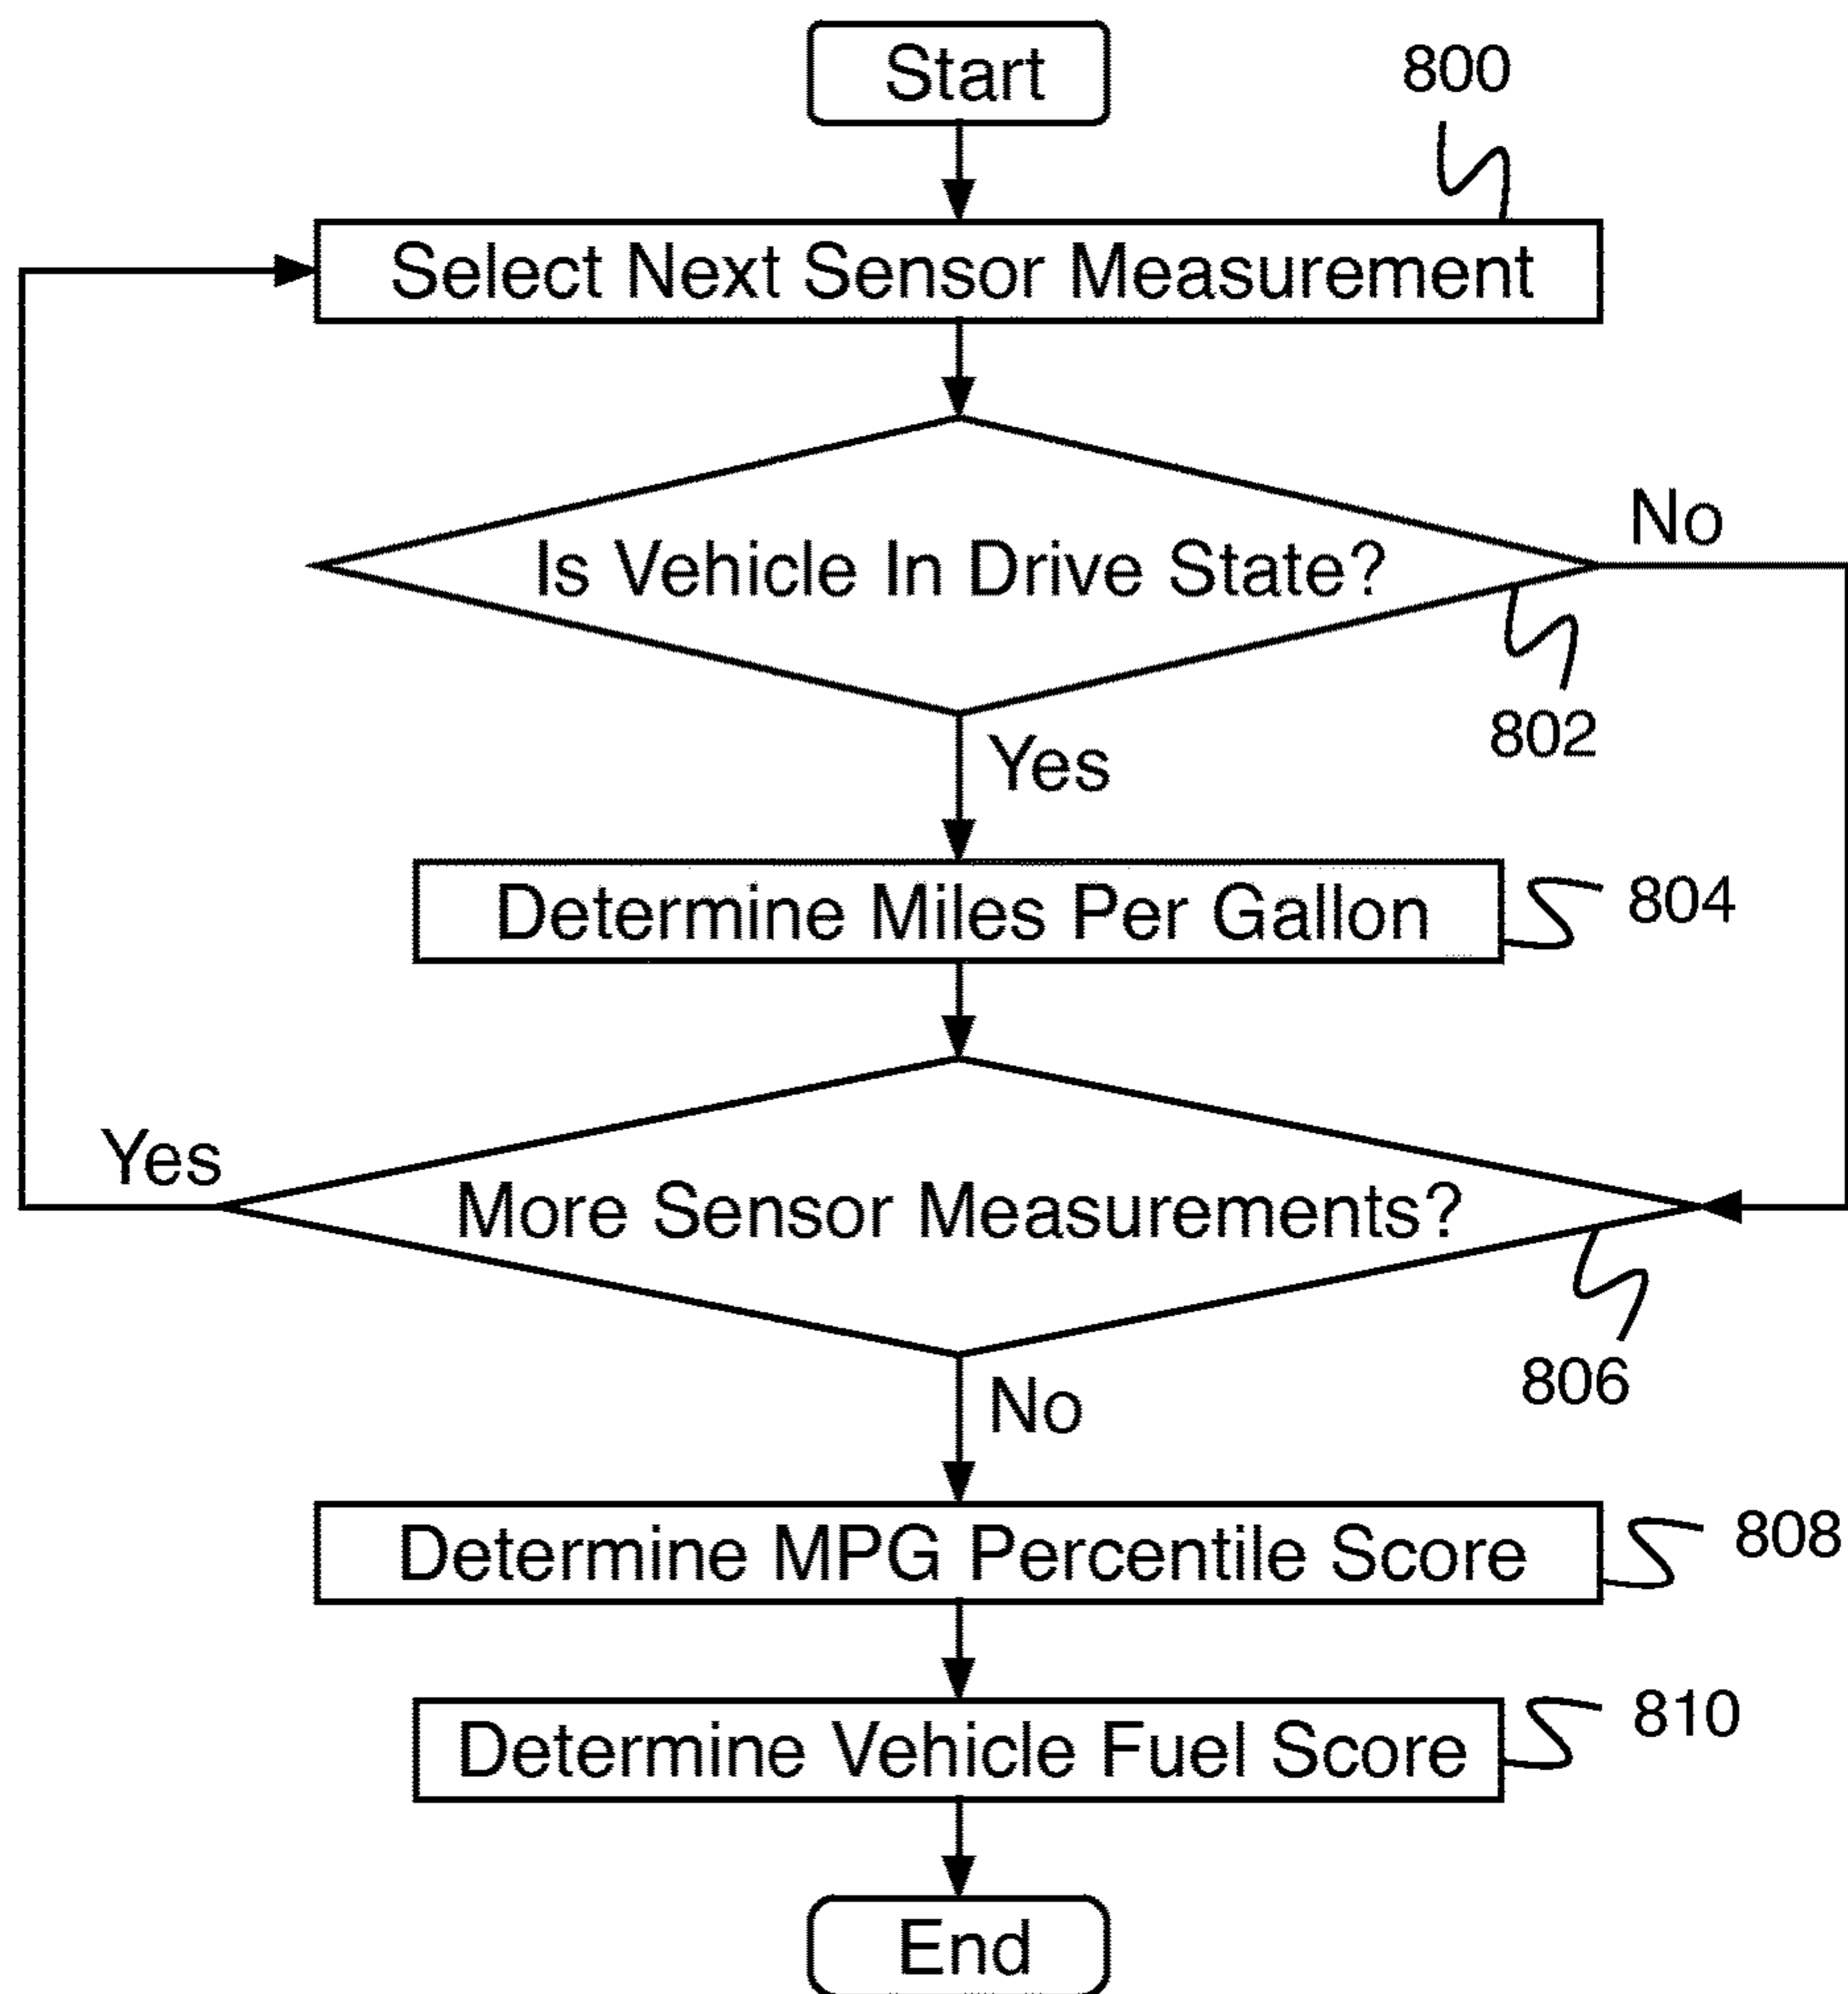 Start
800
Select Next Sensor Measurement
Is Vehicle In Drive State?
No
802
Yes
Determine Miles Per Gallon
804
Yes
More Sensor Measurements?
806
No
Determine MPG Percentile Score
808
Determine Vehicle Fuel Score
810
End